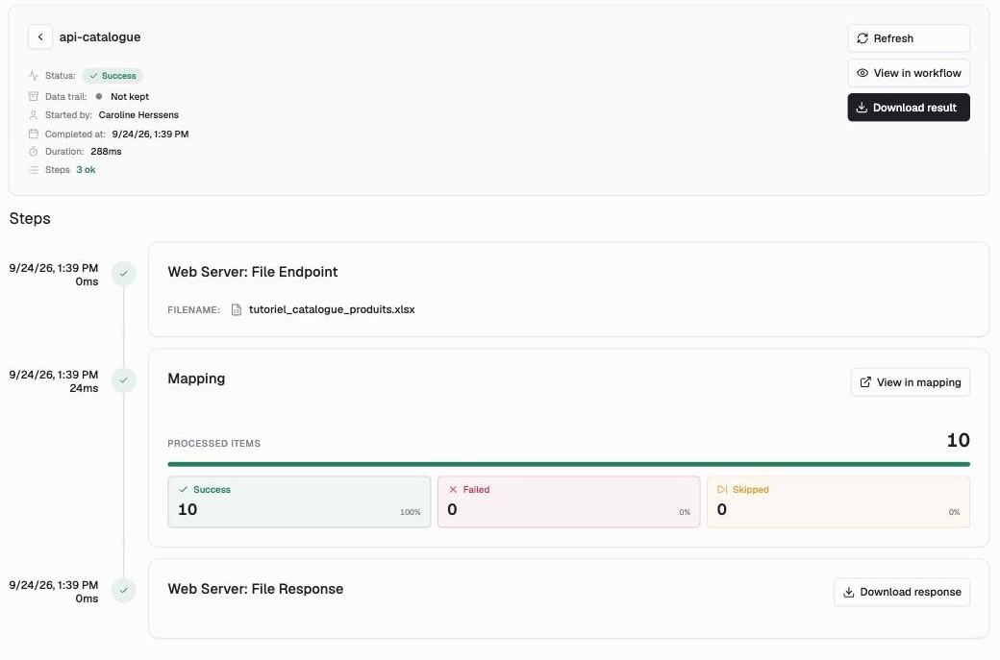 api-catalogue
Refresh
View in workflow
Download result
Status: Success
Data trail: Not kept
Started by: Caroline Herssens
Completed at: 9/24/26, 1:39 PM
Duration: 288ms
Steps 3 ok
Steps
9/24/26, 1:39 PM
0ms
Web Server: File Endpoint
FILENAME: tutoriel_catalogue_produits.xlsx
9/24/26, 1:39 PM
24ms
Mapping
View in mapping
PROCESSED ITEMS 10
Success
10 100%
Failed
0 0%
Skipped
0 0%
9/24/26, 1:39 PM
0ms
Web Server: File Response
Download response